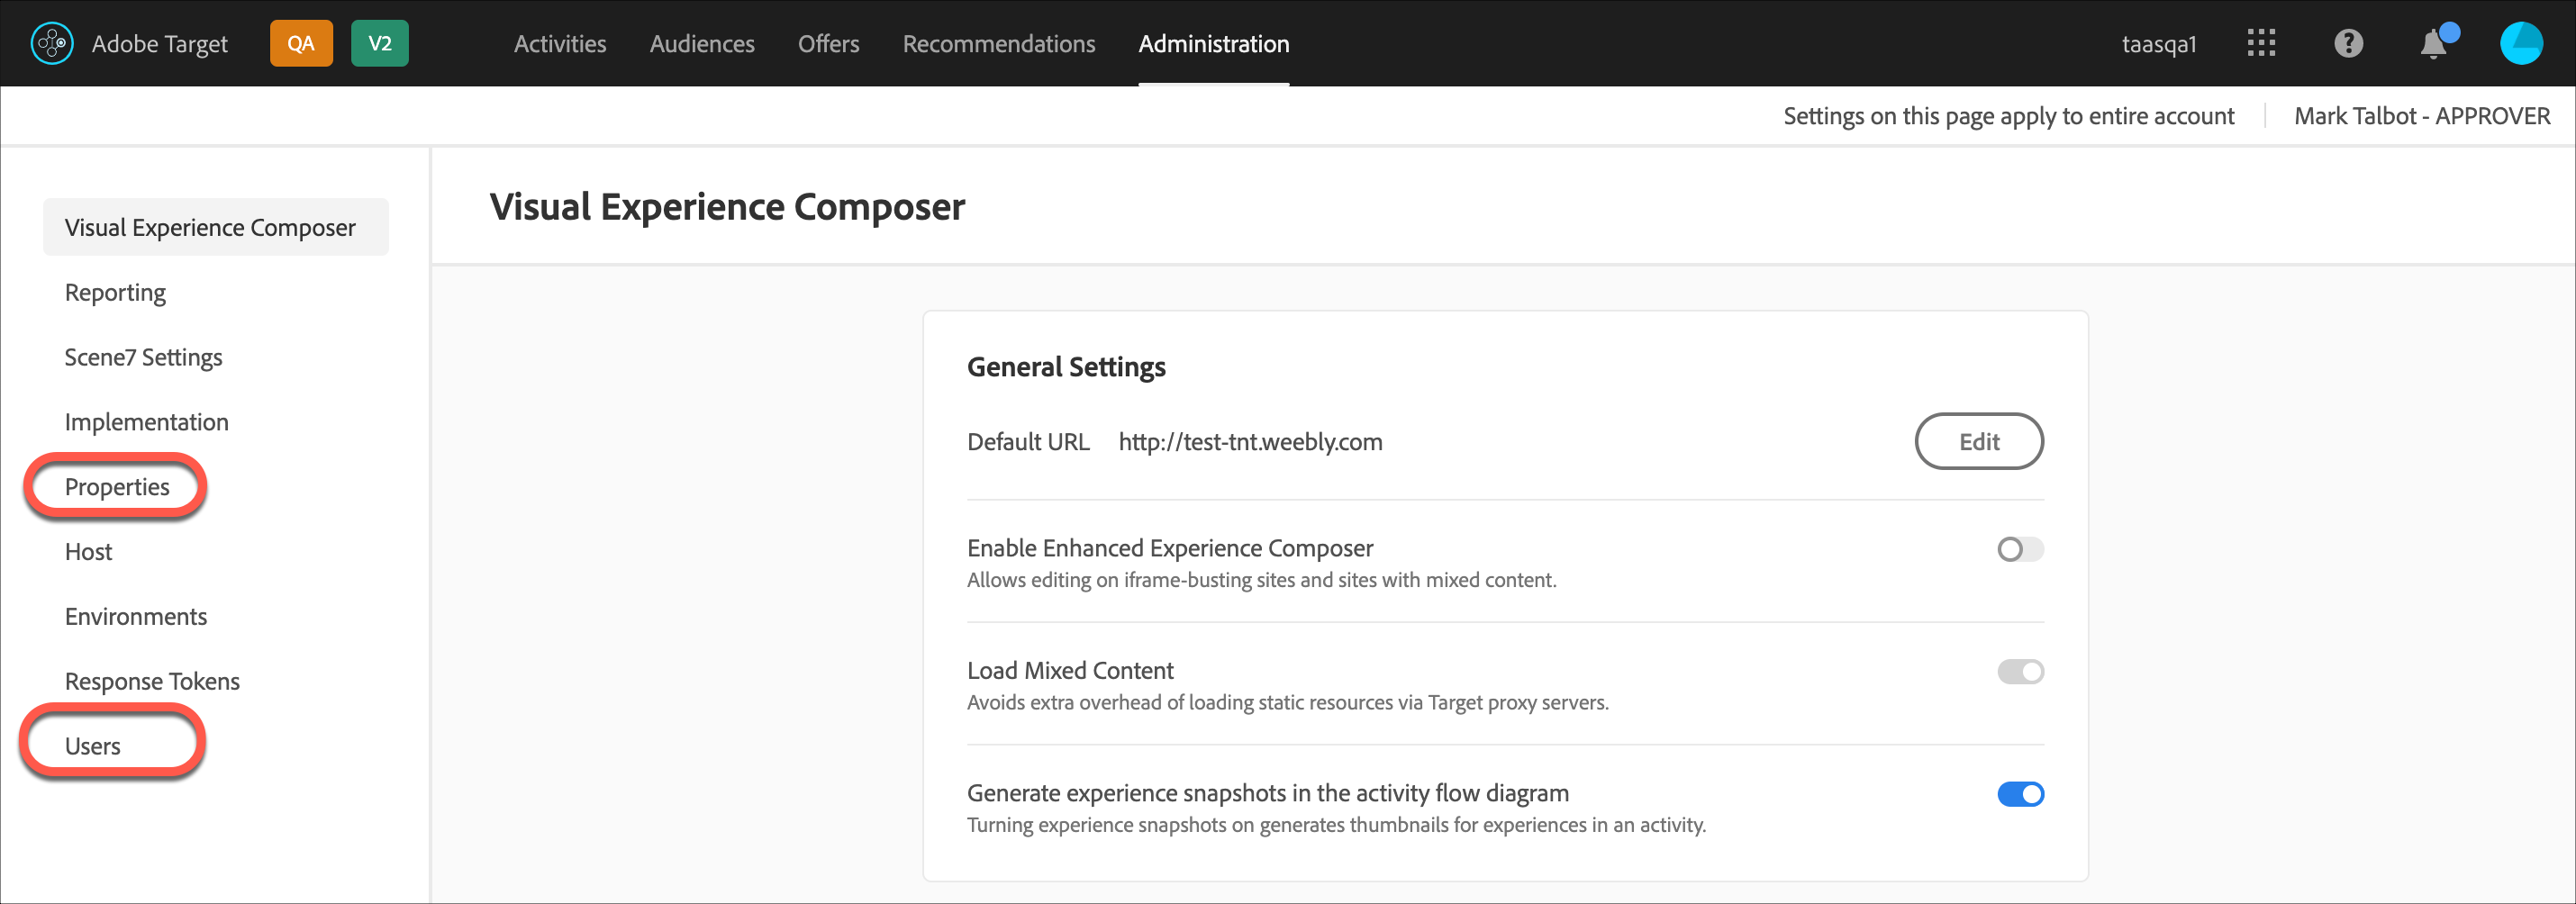 Adobe Target QA V2 Activities Audiences Offers Recommendations Administration taasqa1
Settings on this page apply to entire account Mark Talbot - APPROVER
Visual Experience Composer
Reporting
Scene7 Settings
Implementation
Properties
Host
Environments
Response Tokens
Users
Visual Experience Composer
General Settings
Default URL http://test-tnt.weebly.com Edit
Enable Enhanced Experience Composer
Allows editing on iframe-busting sites and sites with mixed content.
Load Mixed Content
Avoids extra overhead of loading static resources via Target proxy servers.
Generate experience snapshots in the activity flow diagram
Turning experience snapshots on generates thumbnails for experiences in an activity.